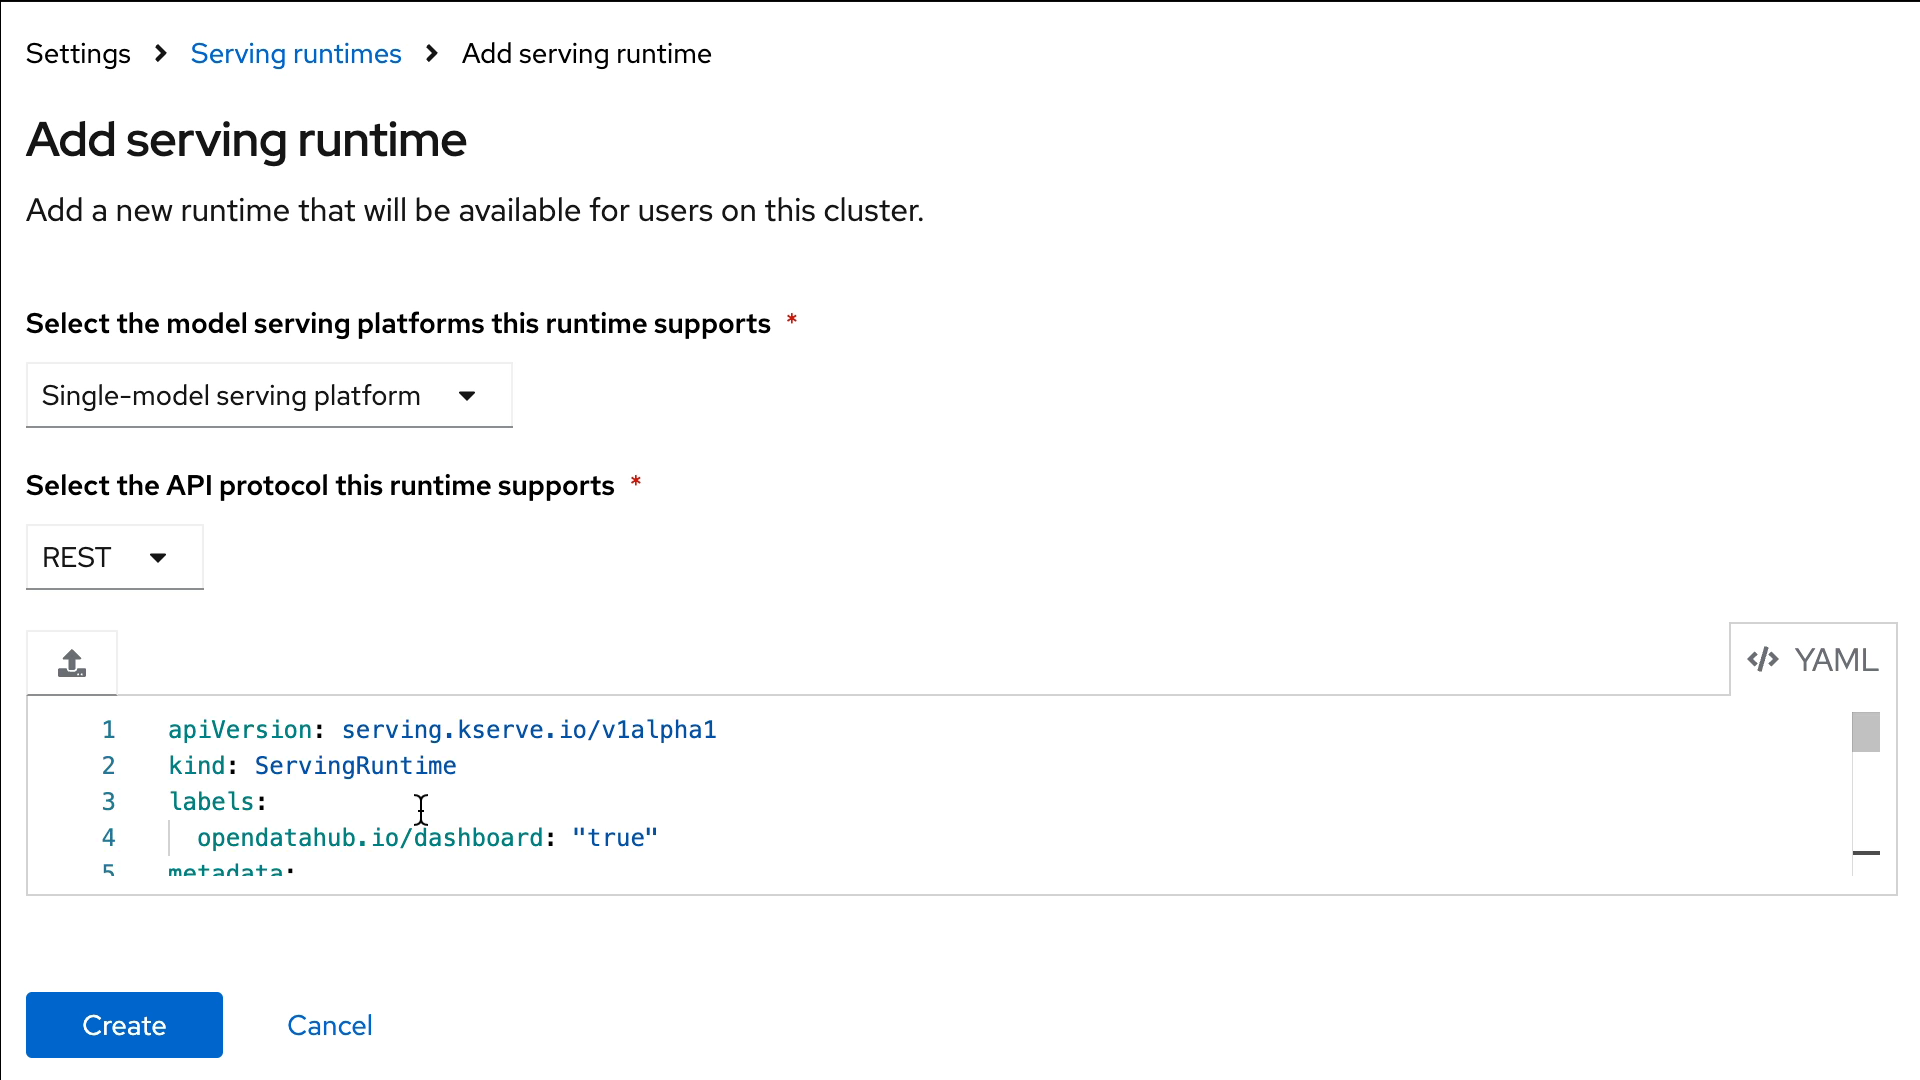 Settings > Serving runtimes > Add serving runtime
Add serving runtime
Add a new runtime that will be available for users on this cluster.
Select the model serving platforms this runtime supports *
Single-model serving platform
Select the API protocol this runtime supports *
REST
</> YAML
1 apiVersion: serving.kserve.io/v1alpha1
2 kind: ServingRuntime
3 labels:
4 opendatahub.io/dashboard: "true"
5 metadata:
Create Cancel